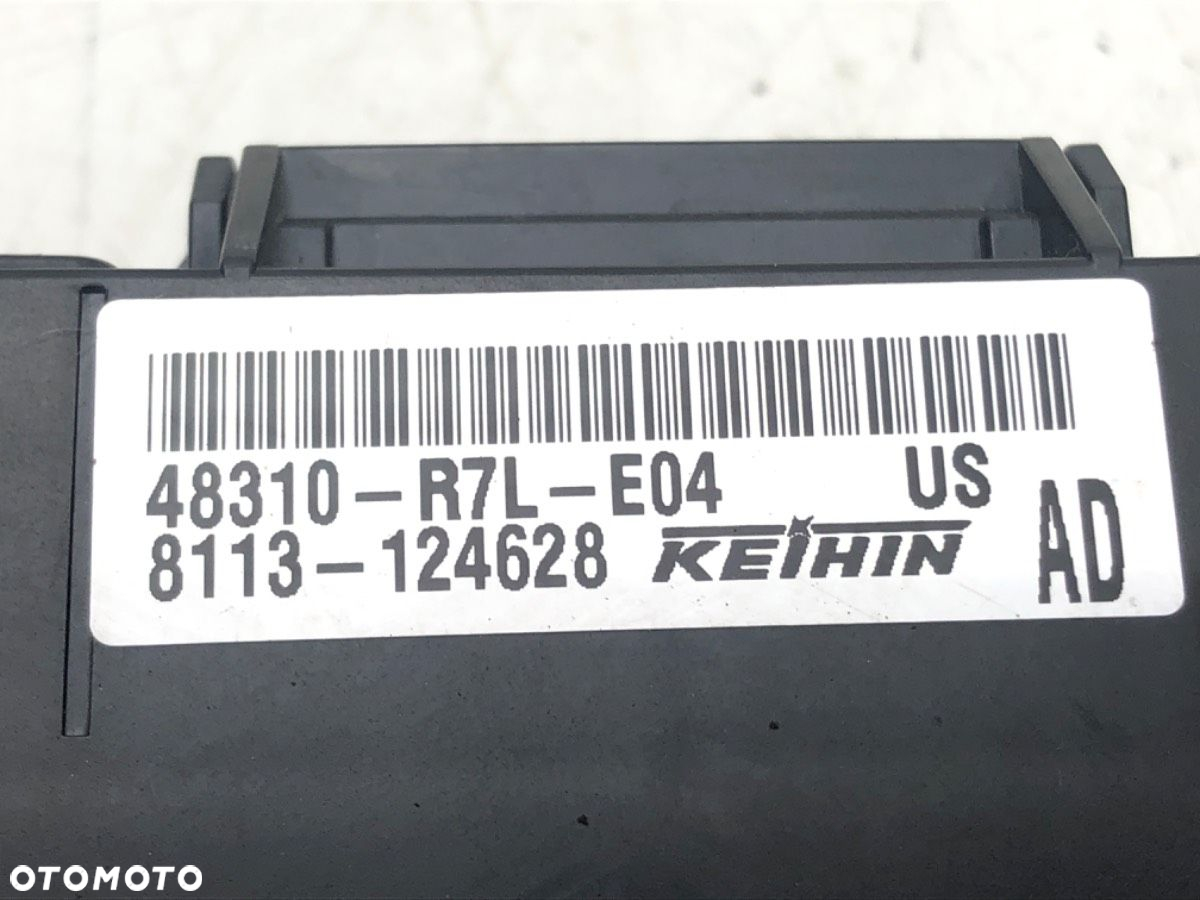 48310-R7L-E04 US
8113-124628 KEIHIN AD
OTOMOTO